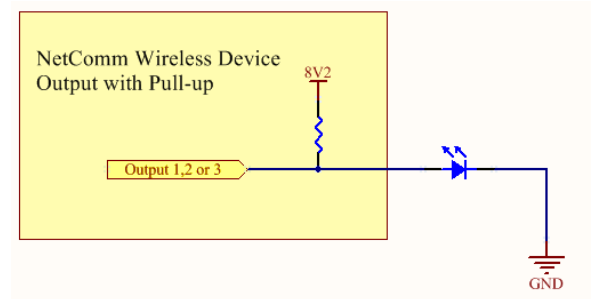 NetComm Wireless Device
Output with Pull-up
8V2
Output 1,2 or 3
GND